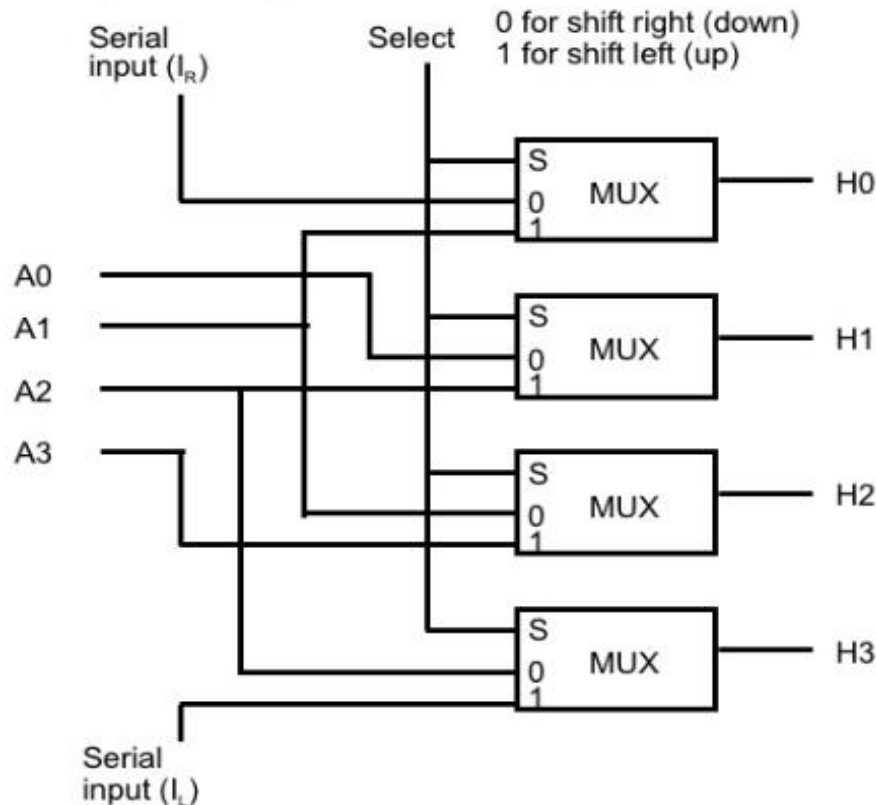 Serial
input (I_R)
Select
0 for shift right (down)
1 for shift left (up)
S
0
1
MUX
H0
A0
A1
A2
A3
S
0
1
MUX
H1
S
0
1
MUX
H2
S
0
1
MUX
H3
Serial
input (I_L)